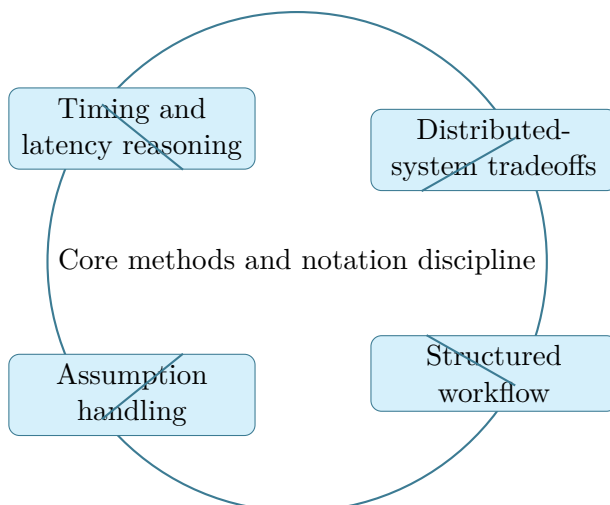 Timing and
latency reasoning
Distributed-
system tradeoffs
Core methods and notation discipline
Assumption
handling
Structured
workflow